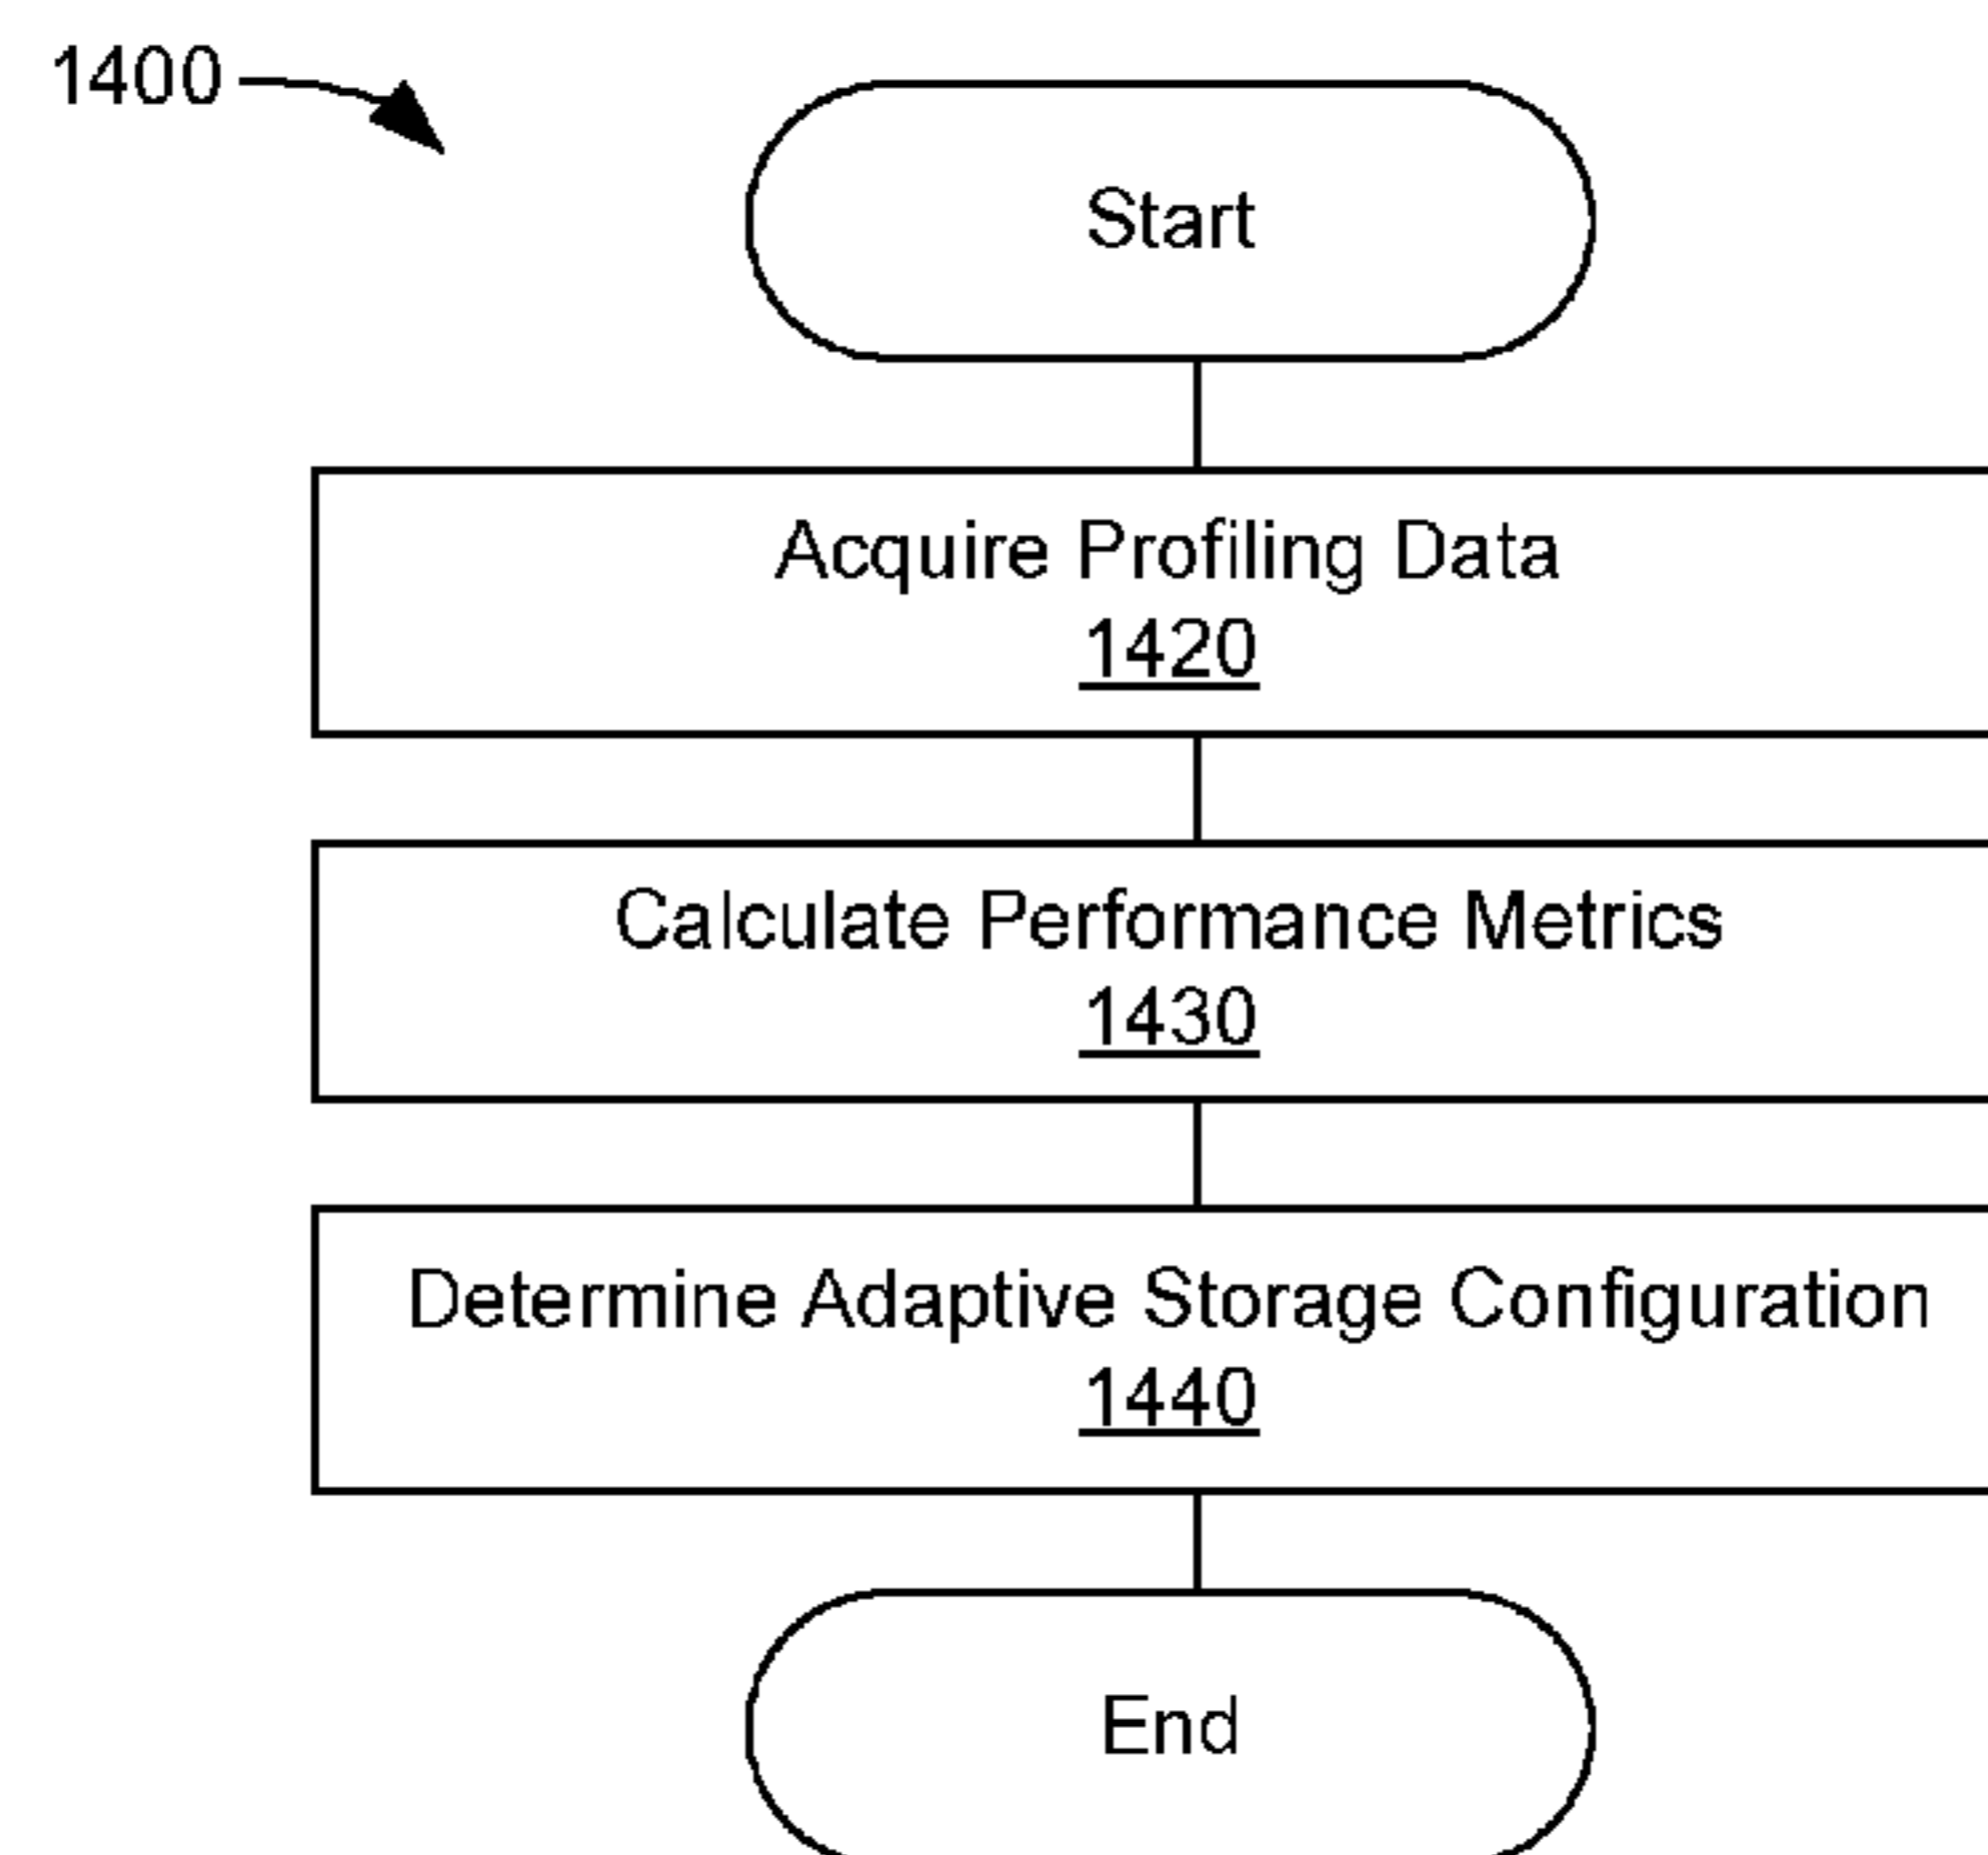 1400
Start
Acquire Profiling Data
1420
Calculate Performance Metrics
1430
Determine Adaptive Storage Configuration
1440
End